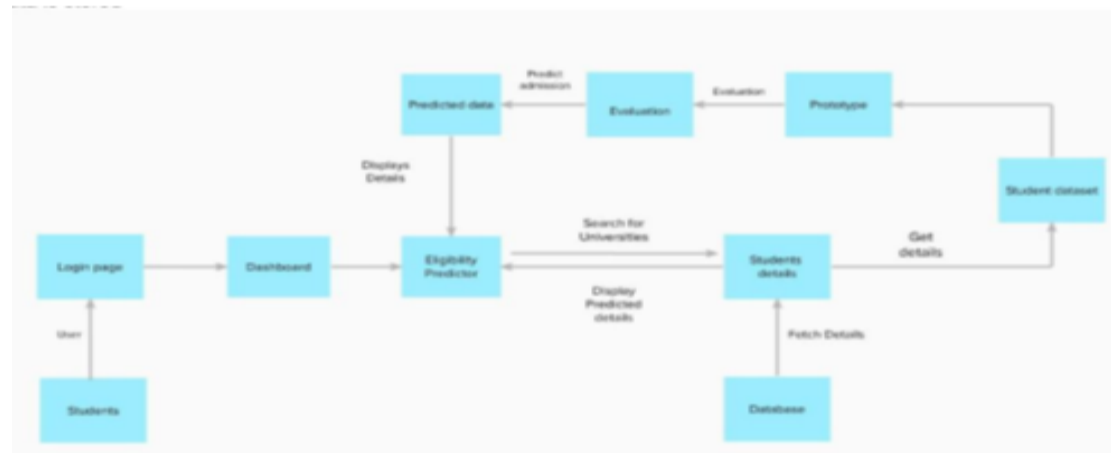 Predict
admission
Predicted data
Evaluation
Evaluation
Prototype
Displays
Details
Student dataset
Search for
Universities
Get
details
Login page
Dashboard
Eligibility
Predictor
Students
details
Display
Predicted
details
User
Fetch Details
Students
Database